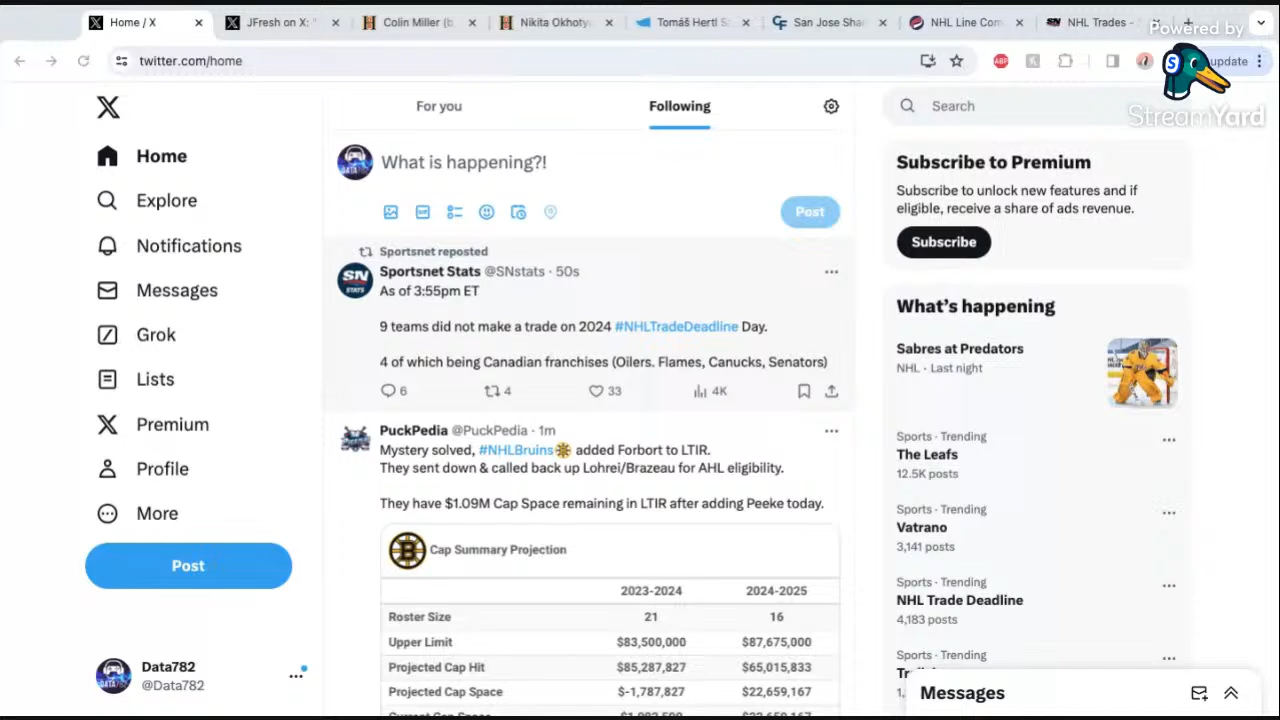 Home / X
JFresh on X: "
Colin Miller (b
Nikita Okhoty
Tomáš Hertl S
San Jose Sha
NHL Line Com
NHL Trades -
Powered by
twitter.com/home
ABP
update
StreamYard
For you
Following
Search
Home
What is happening?!
Explore
Notifications
Messages
Grok
Lists
Premium
Profile
More
Post
Data782
@Data782
Post
Sportsnet reposted
Sportsnet Stats @SNstats · 50s
As of 3:55pm ET
9 teams did not make a trade on 2024 #NHLTradeDeadline Day.
4 of which being Canadian franchises (Oilers. Flames, Canucks, Senators)
6 4 33 4K
PuckPedia @PuckPedia · 1m
Mystery solved, #NHLBruins added Forbort to LTIR.
They sent down & called back up Lohrei/Brazeau for AHL eligibility.
They have $1.09M Cap Space remaining in LTIR after adding Peeke today.
Cap Summary Projection
2023-2024 2024-2025
Roster Size 21 16
Upper Limit $83,500,000 $87,675,000
Projected Cap Hit $85,287,827 $65,015,833
Projected Cap Space $-1,787,827 $22,659,167
Subscribe to Premium
Subscribe to unlock new features and if
eligible, receive a share of ads revenue.
Subscribe
What's happening
Sabres at Predators
NHL · Last night
Sports · Trending
The Leafs
12.5K posts
Sports · Trending
Vatrano
3,141 posts
Sports · Trending
NHL Trade Deadline
4,183 posts
Sports · Trending
Messages